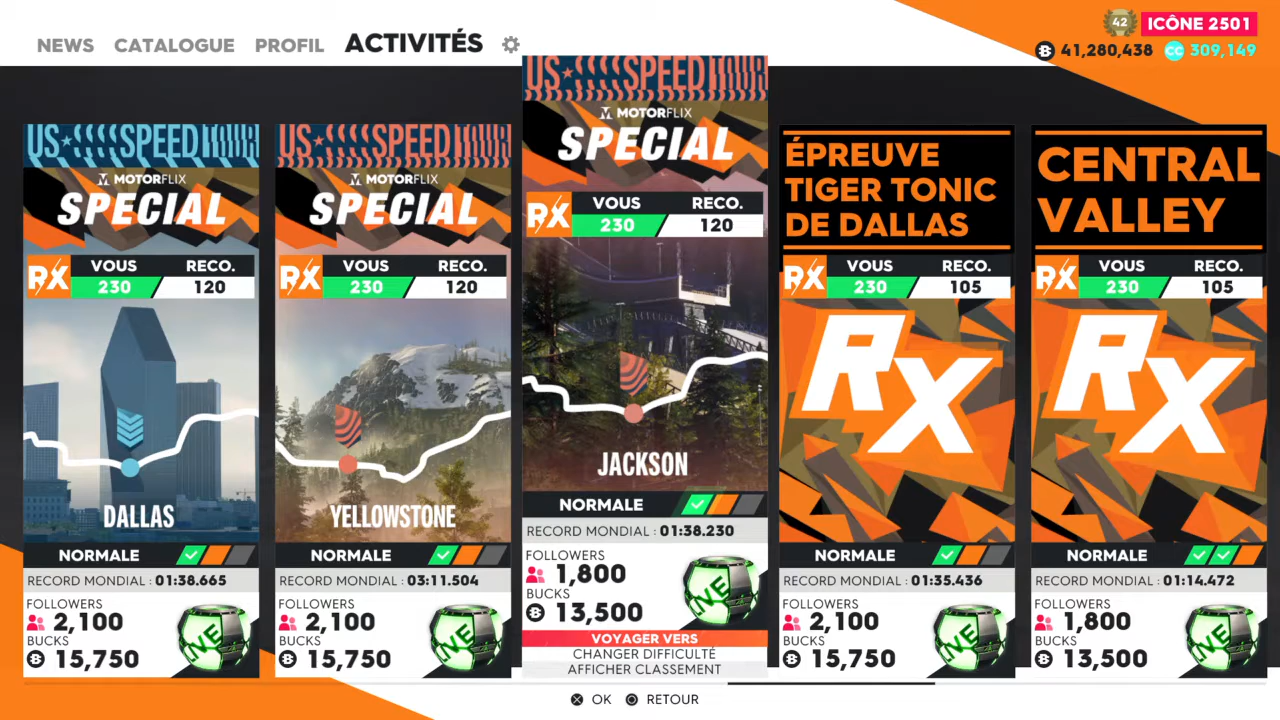 NEWS CATALOGUE PROFIL ACTIVITÉS
42 ICÔNE 2501
41,280,438 CC 309,149
US SPEED TOUR
MOTORFLIX
SPECIAL
RX VOUS RECO.
230 120
DALLAS
NORMALE
RECORD MONDIAL : 01:38.665
FOLLOWERS
2,100
BUCKS
15,750
US SPEED TOUR
MOTORFLIX
SPECIAL
RX VOUS RECO.
230 120
YELLOWSTONE
NORMALE
RECORD MONDIAL : 03:11.504
FOLLOWERS
2,100
BUCKS
15,750
US SPEED TOUR
MOTORFLIX
SPECIAL
RX VOUS RECO.
230 120
JACKSON
NORMALE
RECORD MONDIAL : 01:38.230
FOLLOWERS
1,800
BUCKS
13,500
VOYAGER VERS
CHANGER DIFFICULTÉ
AFFICHER CLASSEMENT
ÉPREUVE
TIGER TONIC
DE DALLAS
RX VOUS RECO.
230 105
RX
NORMALE
RECORD MONDIAL : 01:35.436
FOLLOWERS
2,100
BUCKS
15,750
CENTRAL
VALLEY
RX VOUS RECO.
230 105
RX
NORMALE
RECORD MONDIAL : 01:14.472
FOLLOWERS
1,800
BUCKS
13,500
OK RETOUR